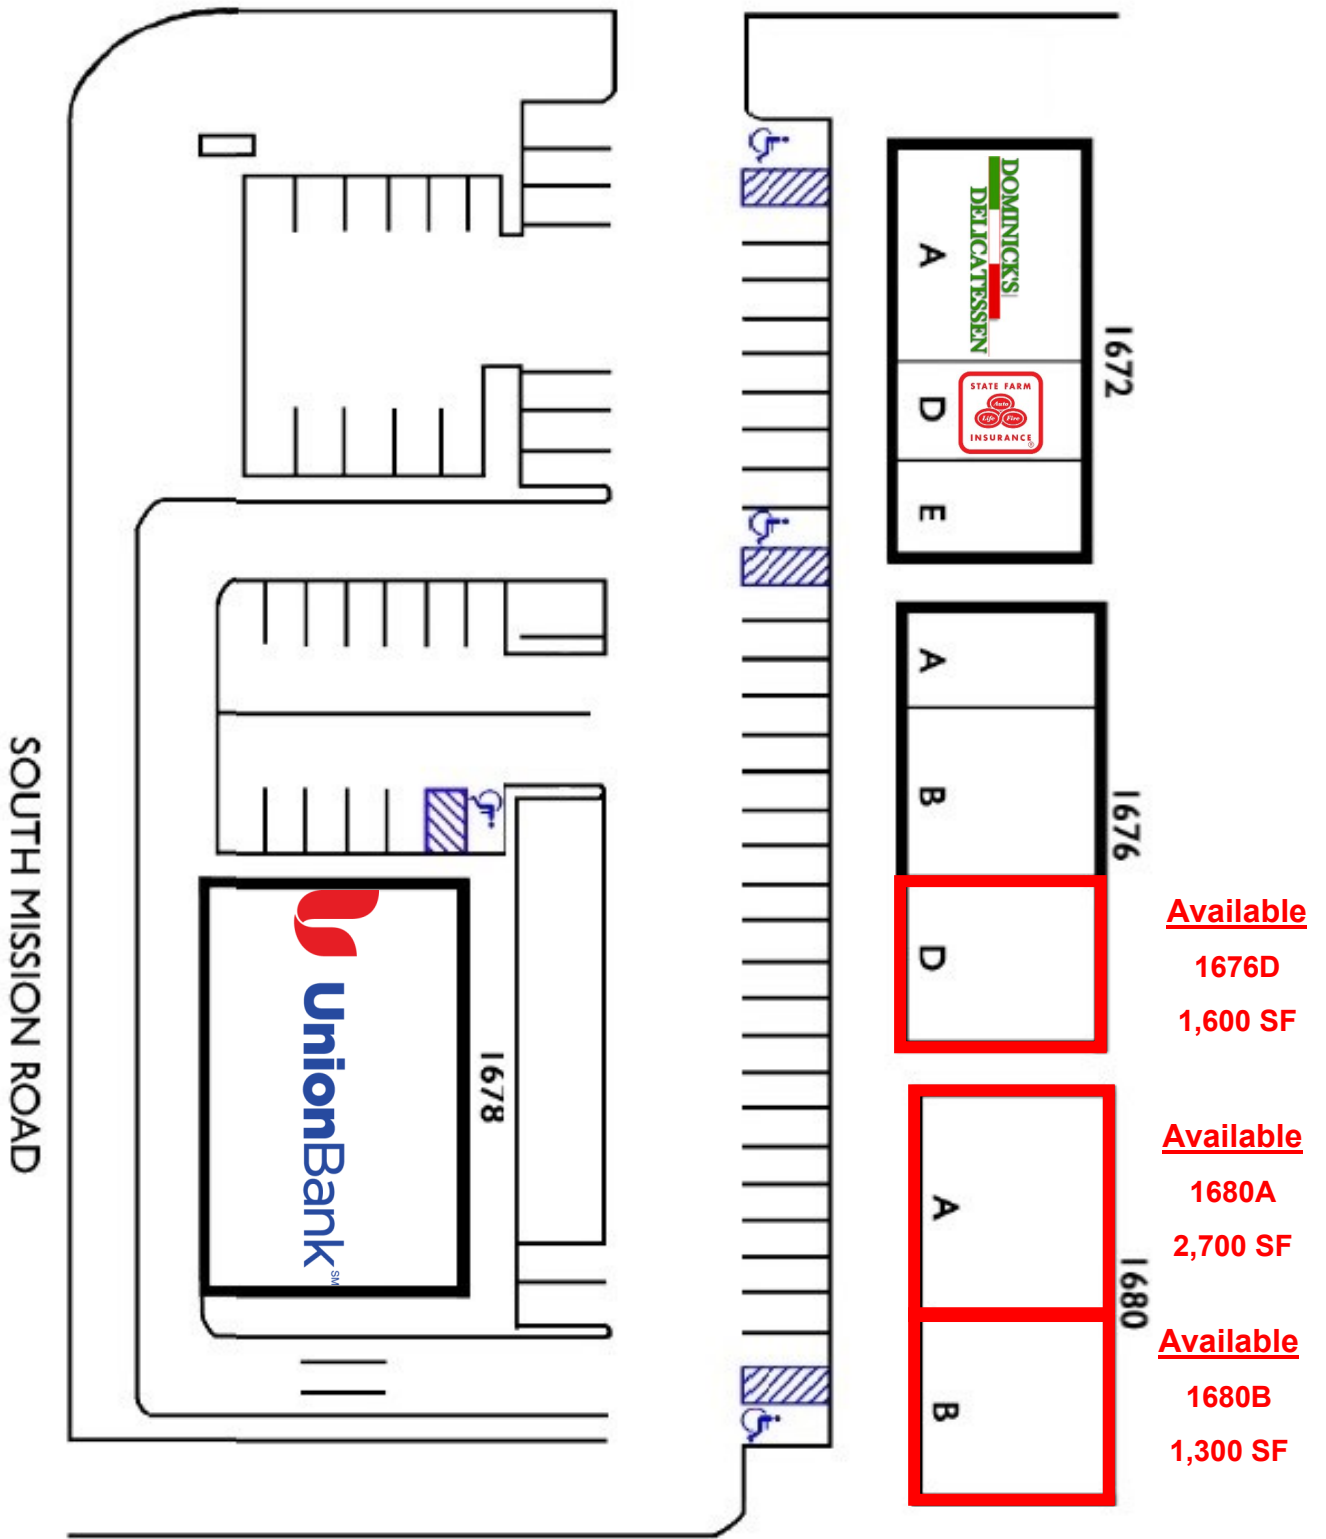 DOMINICK'S
DELICATESSEN
A
1672
STATE FARM
Auto
Life Fire
INSURANCE®
D
E
A
B
1676
D
Available
1676D
1,600 SF
SOUTH MISSION ROAD
UnionBank SM
1678
A
Available
1680A
2,700 SF
1680
B
Available
1680B
1,300 SF